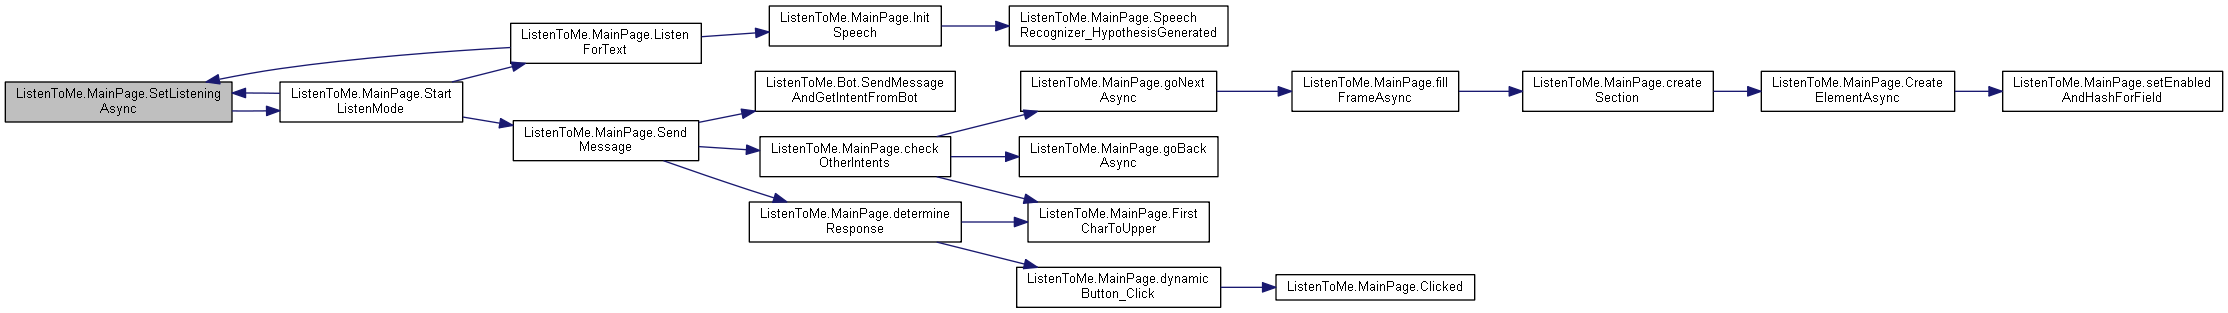 ListenToMe.MainPage.SetListening
Async
ListenToMe.MainPage.Start
ListenMode
ListenToMe.MainPage.Listen
ForText
ListenToMe.MainPage.Init
Speech
ListenToMe.MainPage.Speech
Recognizer_HypothesisGenerated
ListenToMe.MainPage.Send
Message
ListenToMe.Bot.SendMessage
AndGetIntentFromBot
ListenToMe.MainPage.check
OtherIntents
ListenToMe.MainPage.goNext
Async
ListenToMe.MainPage.fill
FrameAsync
ListenToMe.MainPage.create
Section
ListenToMe.MainPage.Create
ElementAsync
ListenToMe.MainPage.setEnabled
AndHashForField
ListenToMe.MainPage.goBack
Async
ListenToMe.MainPage.determine
Response
ListenToMe.MainPage.First
CharToUpper
ListenToMe.MainPage.dynamic
Button_Click
ListenToMe.MainPage.Clicked